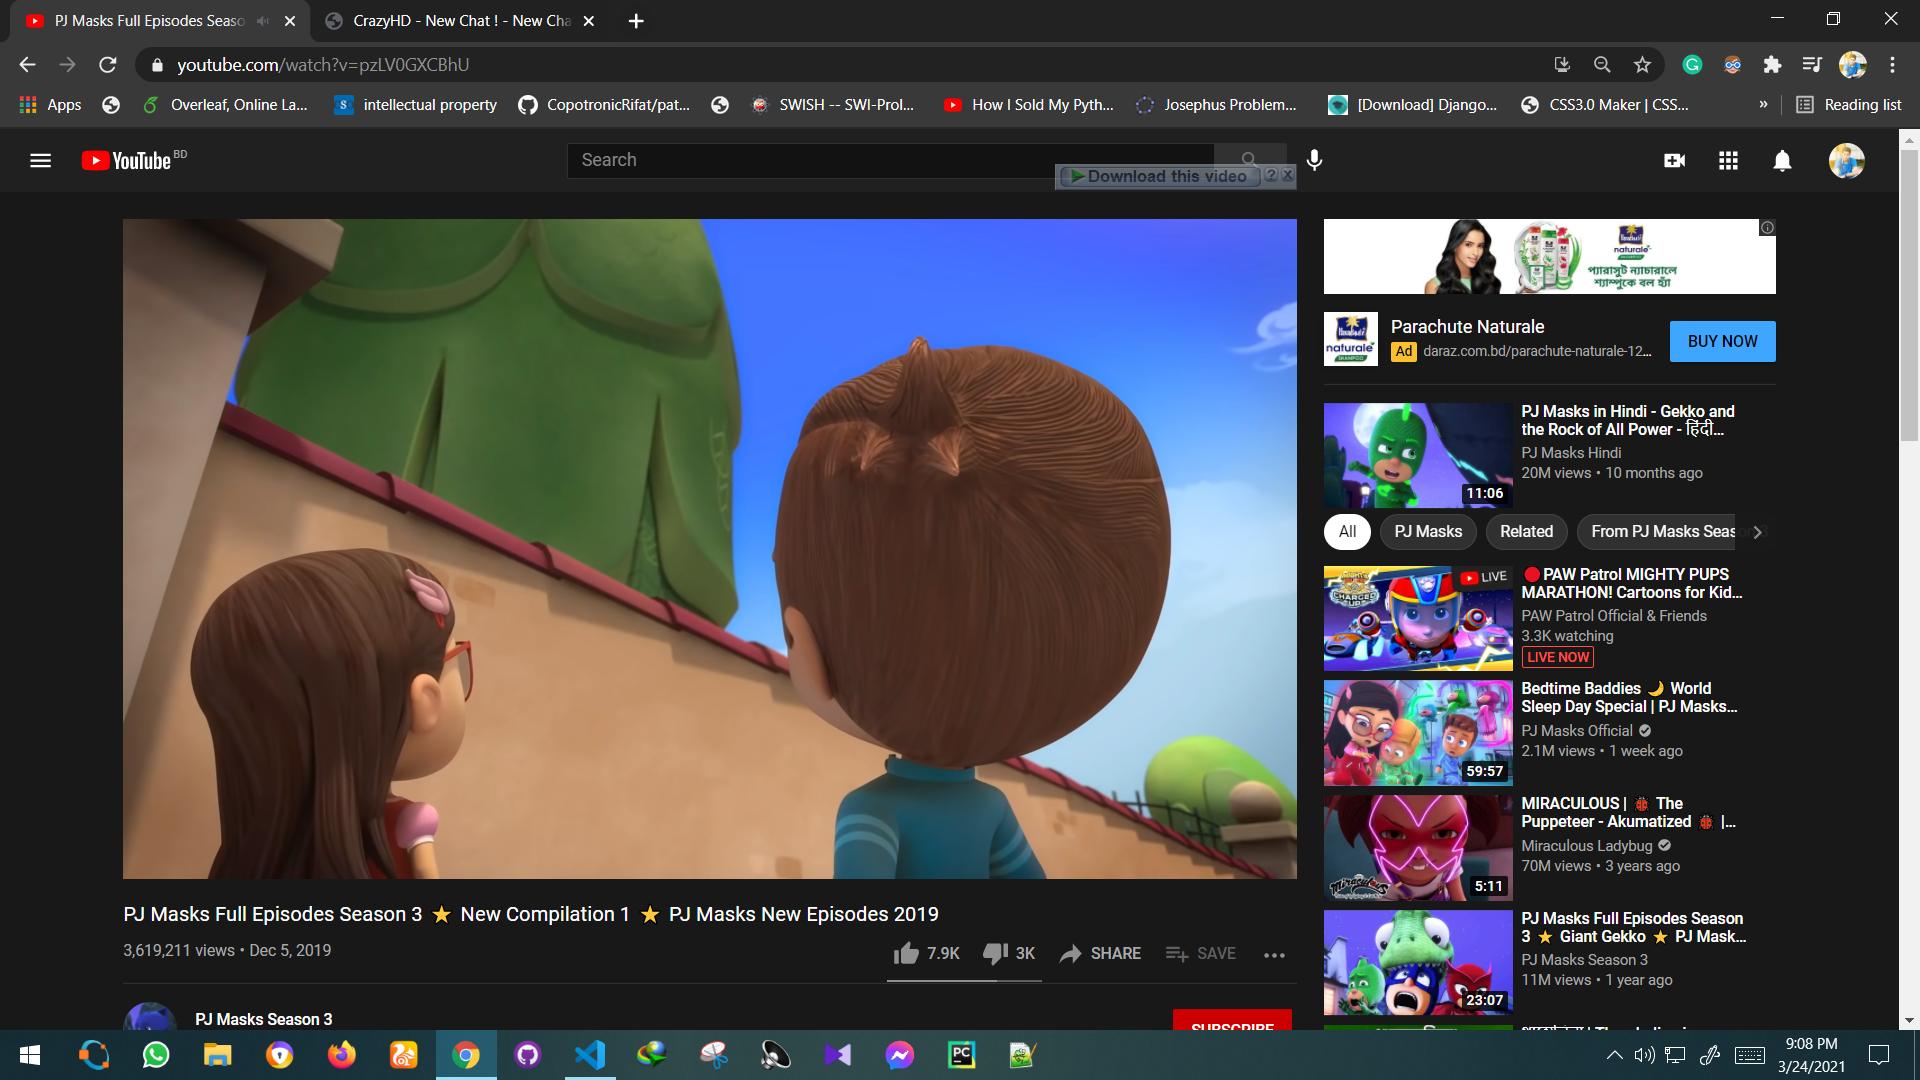 PJ Masks Full Episodes Seaso
CrazyHD - New Chat ! - New Cha
youtube.com/watch?v=pzLV0GXCBhU
Apps
Overleaf, Online La...
intellectual property
CopotronicRifat/pat...
SWISH -- SWI-Prol...
How I Sold My Pyth...
Josephus Problem...
[Download] Django...
CSS3.0 Maker | CSS...
»
Reading list
YouTube BD
Search
Download this video
naturale
প্যারাসুট ন্যাচারালে
শ্যাম্পুকে বল হ্যাঁ
naturale
SHAMPOO
Parachute Naturale
Ad daraz.com.bd/parachute-naturale-12...
BUY NOW
PJ Masks in Hindi - Gekko and
the Rock of All Power - हिंदी...
PJ Masks Hindi
20M views • 10 months ago
11:06
All
PJ Masks
Related
From PJ Masks Season 3
CHARGED UP
LIVE
PAW Patrol MIGHTY PUPS
MARATHON! Cartoons for Kid...
PAW Patrol Official & Friends
3.3K watching
LIVE NOW
Bedtime Baddies 🌙 World
Sleep Day Special | PJ Masks...
PJ Masks Official
2.1M views • 1 week ago
59:57
MIRACULOUS | 🐞 The
Puppeteer - Akumatized 🐞 |...
Miraculous Ladybug
70M views • 3 years ago
Miraculous
5:11
PJ Masks Full Episodes Season
3 ⭐ Giant Gekko ⭐ PJ Mask...
PJ Masks Season 3
11M views • 1 year ago
23:07
PJ Masks Full Episodes Season 3 ⭐ New Compilation 1 ⭐ PJ Masks New Episodes 2019
3,619,211 views • Dec 5, 2019
7.9K
3K
SHARE
SAVE
PJ Masks Season 3
SUBSCRIBE
PC
9:08 PM
3/24/2021